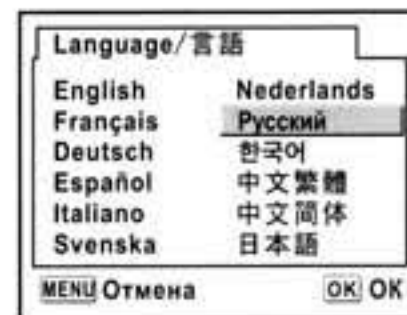 Language/言語
English Nederlands
Français Русский
Deutsch 한국어
Español 中文繁體
Italiano 中文简体
Svenska 日本語
MENU Отмена OK OK